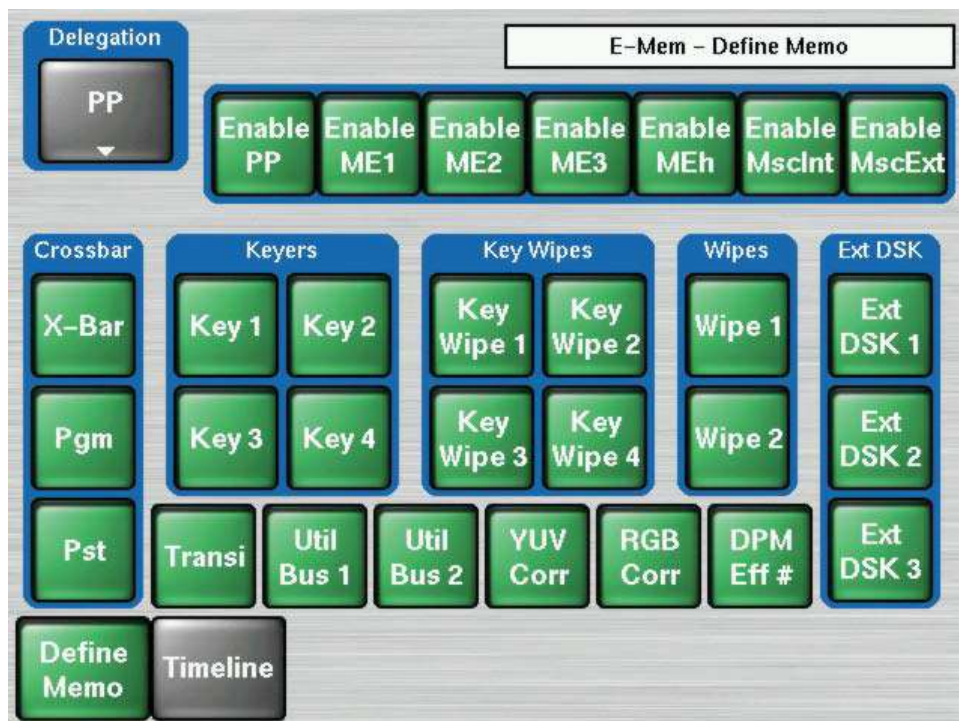 Delegation
E-Mem - Define Memo
PP
Enable PP
Enable ME1
Enable ME2
Enable ME3
Enable MEh
Enable MscInt
Enable MscExt
Crossbar
Keyers
Key Wipes
Wipes
Ext DSK
X-Bar
Key 1
Key 2
Key Wipe 1
Key Wipe 2
Wipe 1
Ext DSK 1
Pgm
Key 3
Key 4
Key Wipe 3
Key Wipe 4
Wipe 2
Ext DSK 2
Pst
Transi
Util Bus 1
Util Bus 2
YUV Corr
RGB Corr
DPM Eff #
Ext DSK 3
Define Memo
Timeline